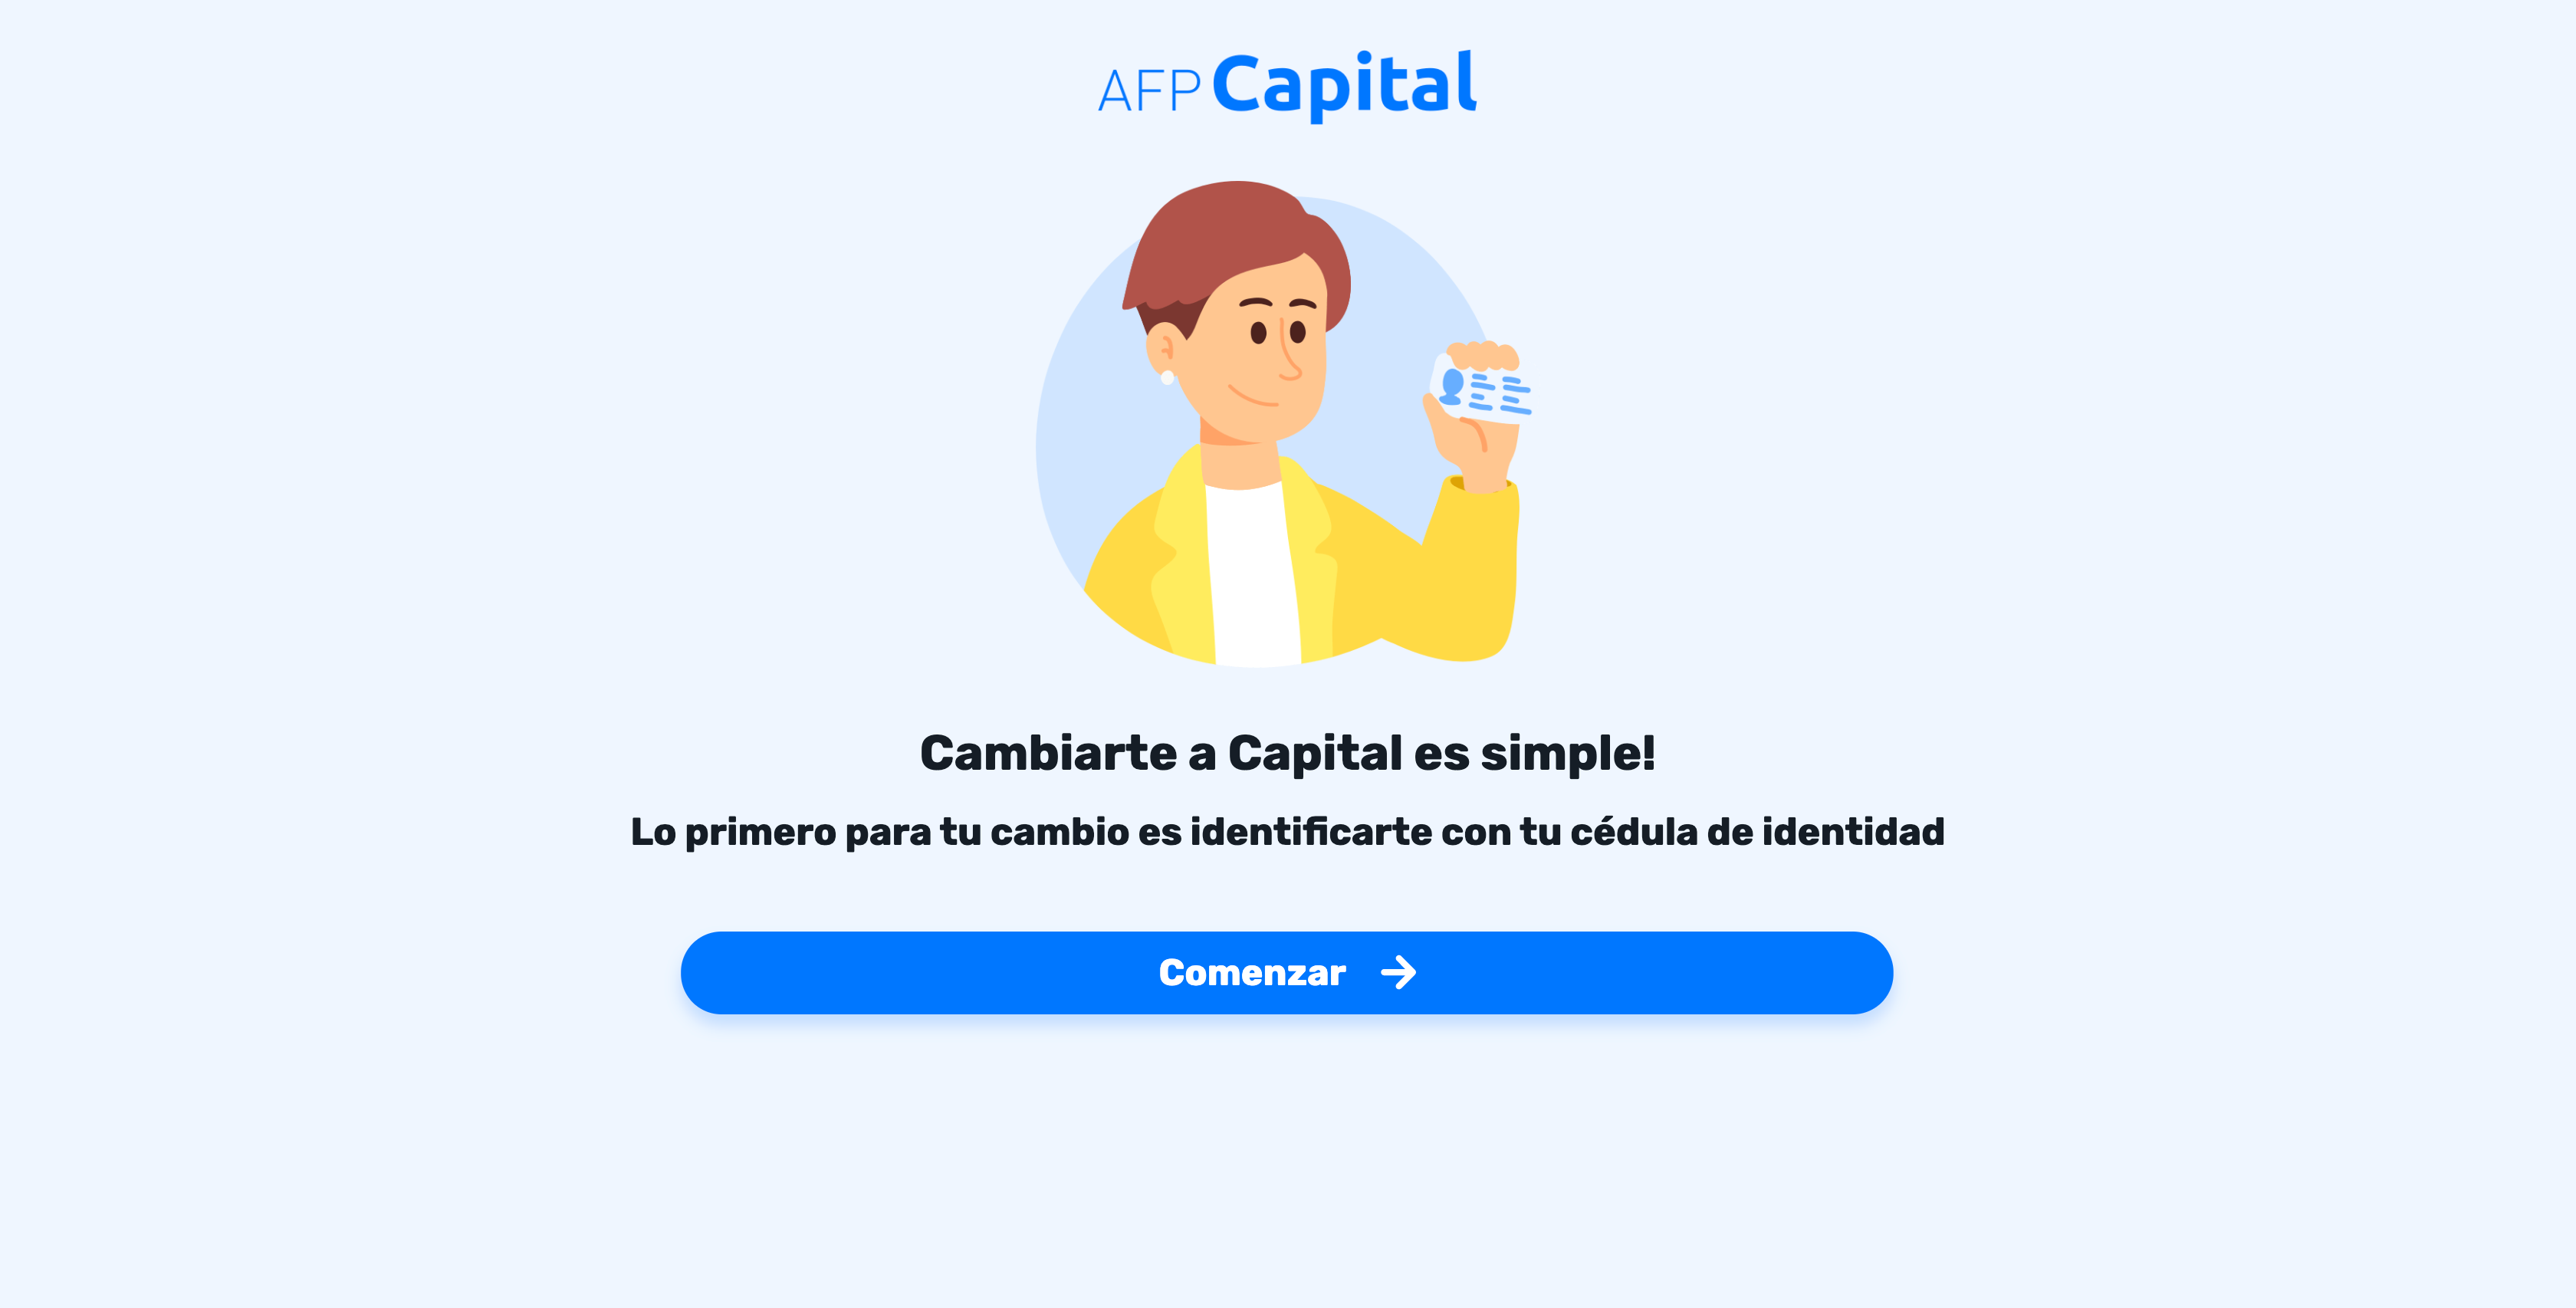 AFP Capital
Cambiarte a Capital es simple!
Lo primero para tu cambio es identificarte con tu cédula de identidad
Comenzar